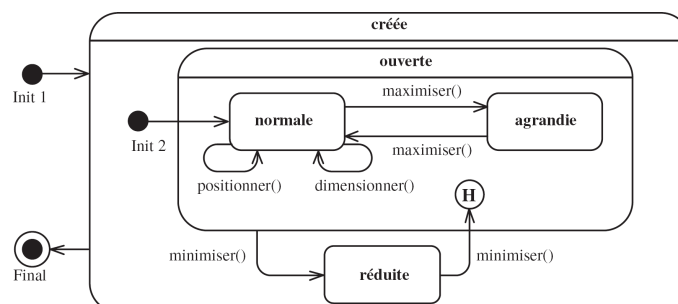 créée
ouverte
Init 1
maximiser()
normale
agrandie
Init 2
maximiser()
positionner()
dimensionner()
H
minimiser()
minimiser()
réduite
Final